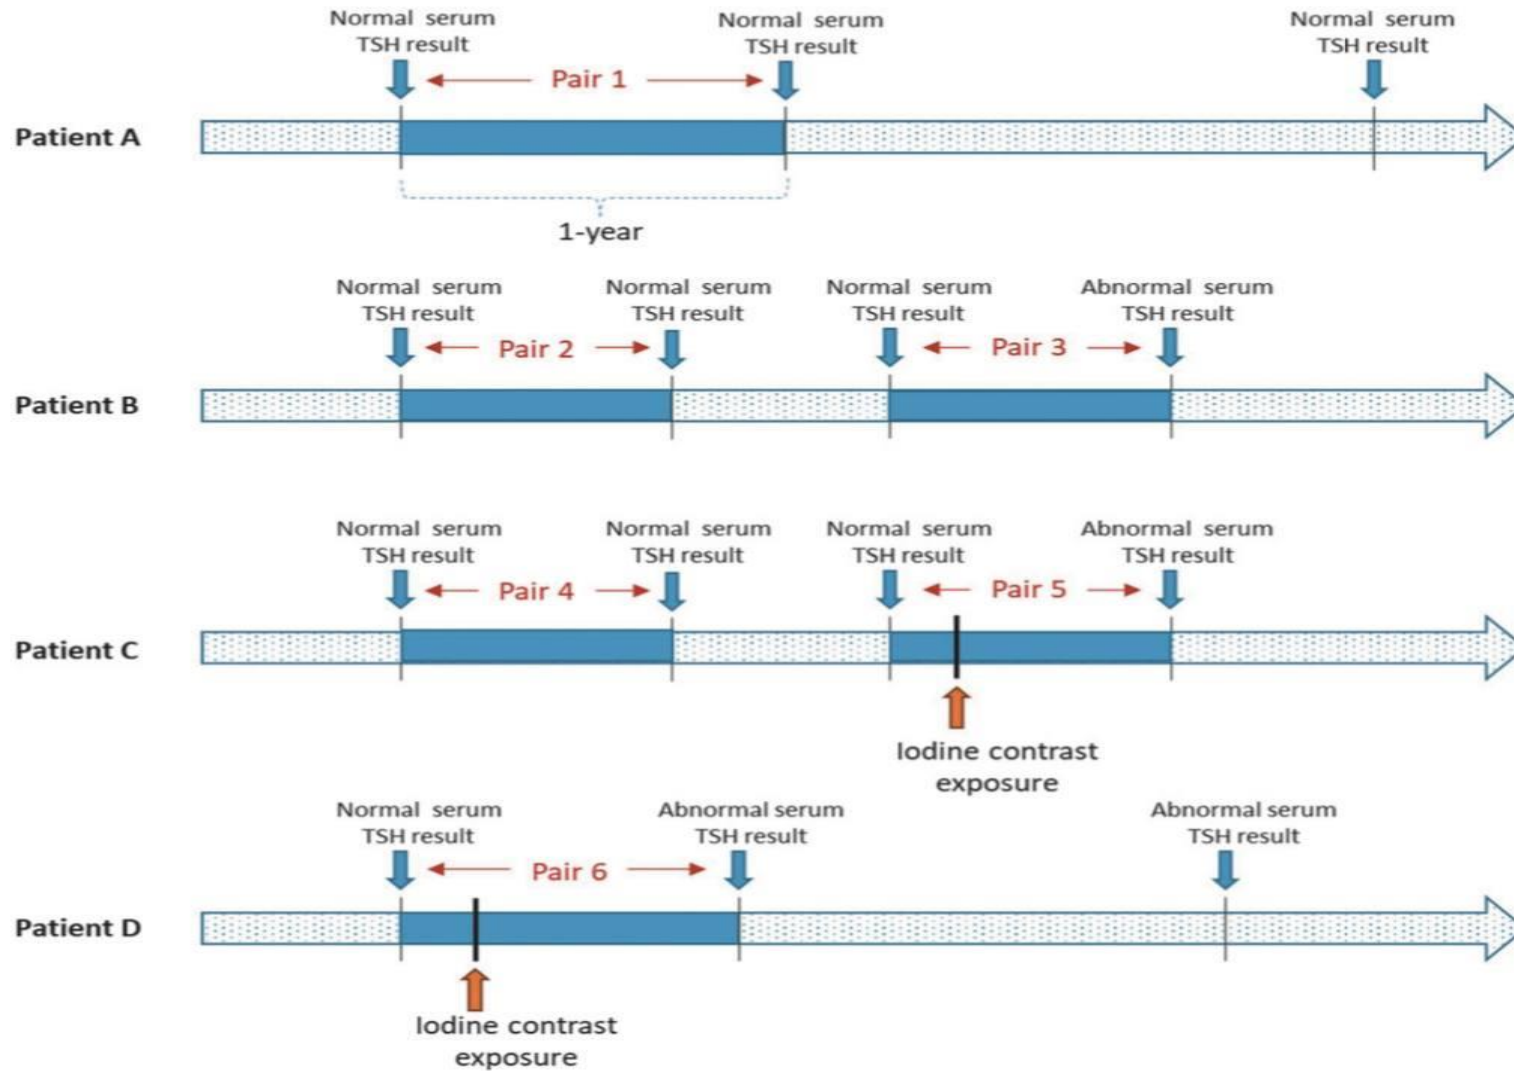 Normal serum
TSH result
Normal serum
TSH result
Normal serum
TSH result
Pair 1
Patient A
1-year
Normal serum
TSH result
Normal serum
TSH result
Normal serum
TSH result
Abnormal serum
TSH result
Pair 2
Pair 3
Patient B
Normal serum
TSH result
Normal serum
TSH result
Normal serum
TSH result
Abnormal serum
TSH result
Pair 4
Pair 5
Patient C
Iodine contrast
exposure
Normal serum
TSH result
Abnormal serum
TSH result
Abnormal serum
TSH result
Pair 6
Patient D
Iodine contrast
exposure